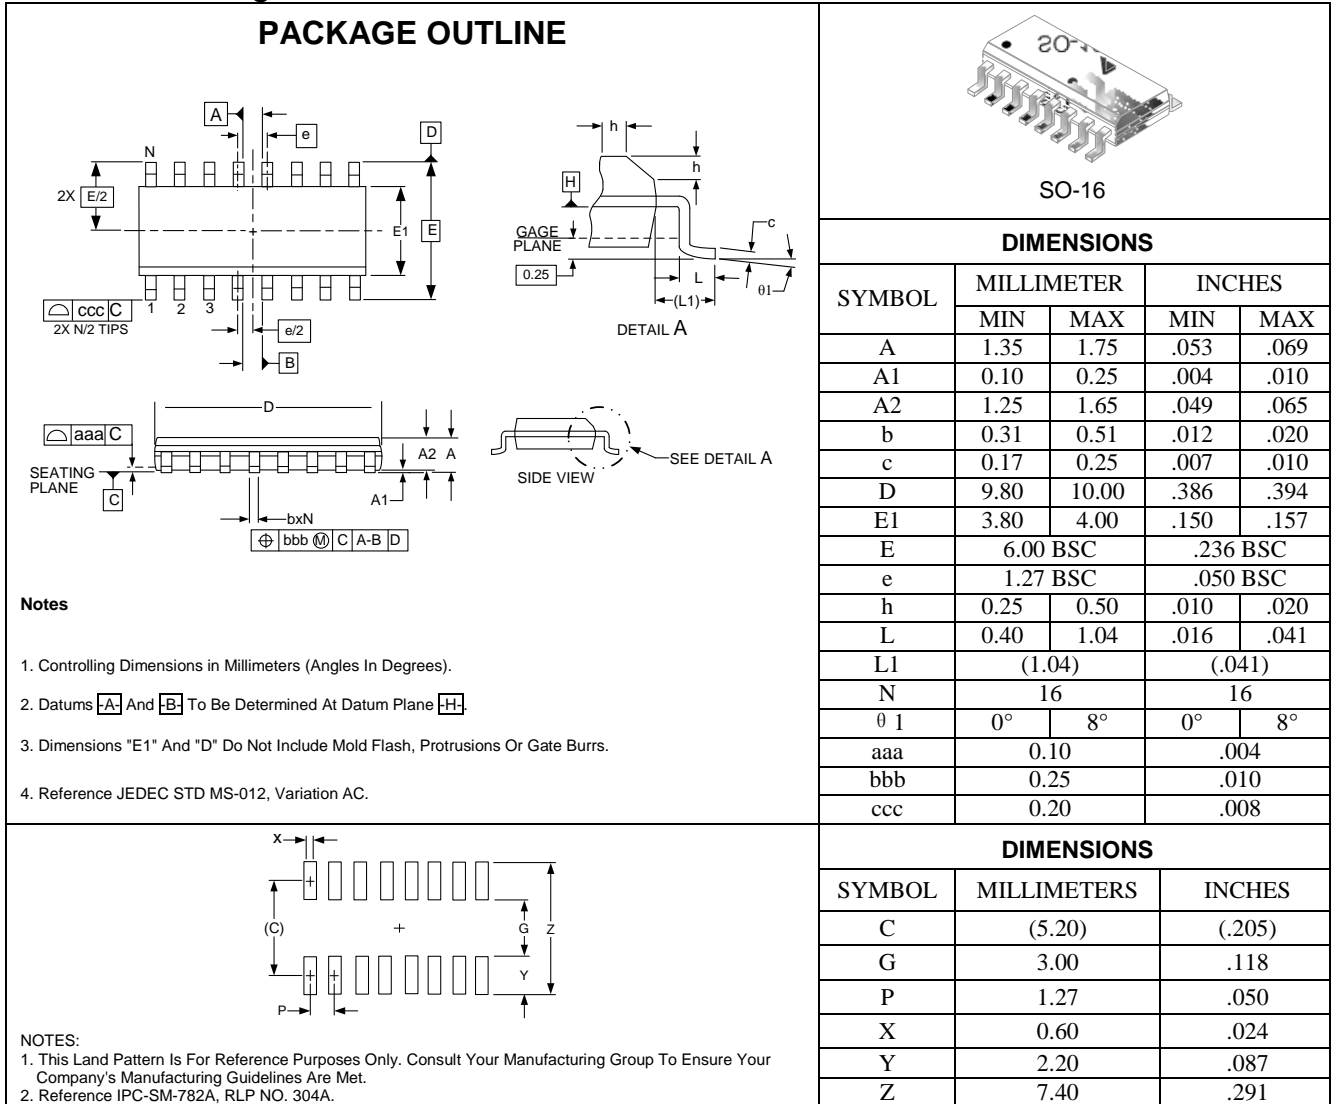 PACKAGE OUTLINE
A
e
D
N
2X E/2
E1
E
ccc C
2X N/2 TIPS
1 2 3
e/2
B
h
h
H
GAGE
PLANE
c
0.25
L
(L1)
θ1
DETAIL A
D
aaa C
SEATING
PLANE
C
A2 A
A1
bxN
bbb M C A-B D
SIDE VIEW
SEE DETAIL A
Notes
1. Controlling Dimensions in Millimeters (Angles In Degrees).
2. Datums -A- And -B- To Be Determined At Datum Plane -H-.
3. Dimensions "E1" And "D" Do Not Include Mold Flash, Protrusions Or Gate Burrs.
4. Reference JEDEC STD MS-012, Variation AC.
SO-16
DIMENSIONS
SYMBOL MILLIMETER INCHES
MIN MAX MIN MAX
A 1.35 1.75 .053 .069
A1 0.10 0.25 .004 .010
A2 1.25 1.65 .049 .065
b 0.31 0.51 .012 .020
c 0.17 0.25 .007 .010
D 9.80 10.00 .386 .394
E1 3.80 4.00 .150 .157
E 6.00 BSC .236 BSC
e 1.27 BSC .050 BSC
h 0.25 0.50 .010 .020
L 0.40 1.04 .016 .041
L1 (1.04) (.041)
N 16 16
θ 1 0° 8° 0° 8°
aaa 0.10 .004
bbb 0.25 .010
ccc 0.20 .008
X
(C)
G Z
Y
P
NOTES:
1. This Land Pattern Is For Reference Purposes Only. Consult Your Manufacturing Group To Ensure Your
Company's Manufacturing Guidelines Are Met.
2. Reference IPC-SM-782A, RLP NO. 304A.
DIMENSIONS
SYMBOL MILLIMETERS INCHES
C (5.20) (.205)
G 3.00 .118
P 1.27 .050
X 0.60 .024
Y 2.20 .087
Z 7.40 .291